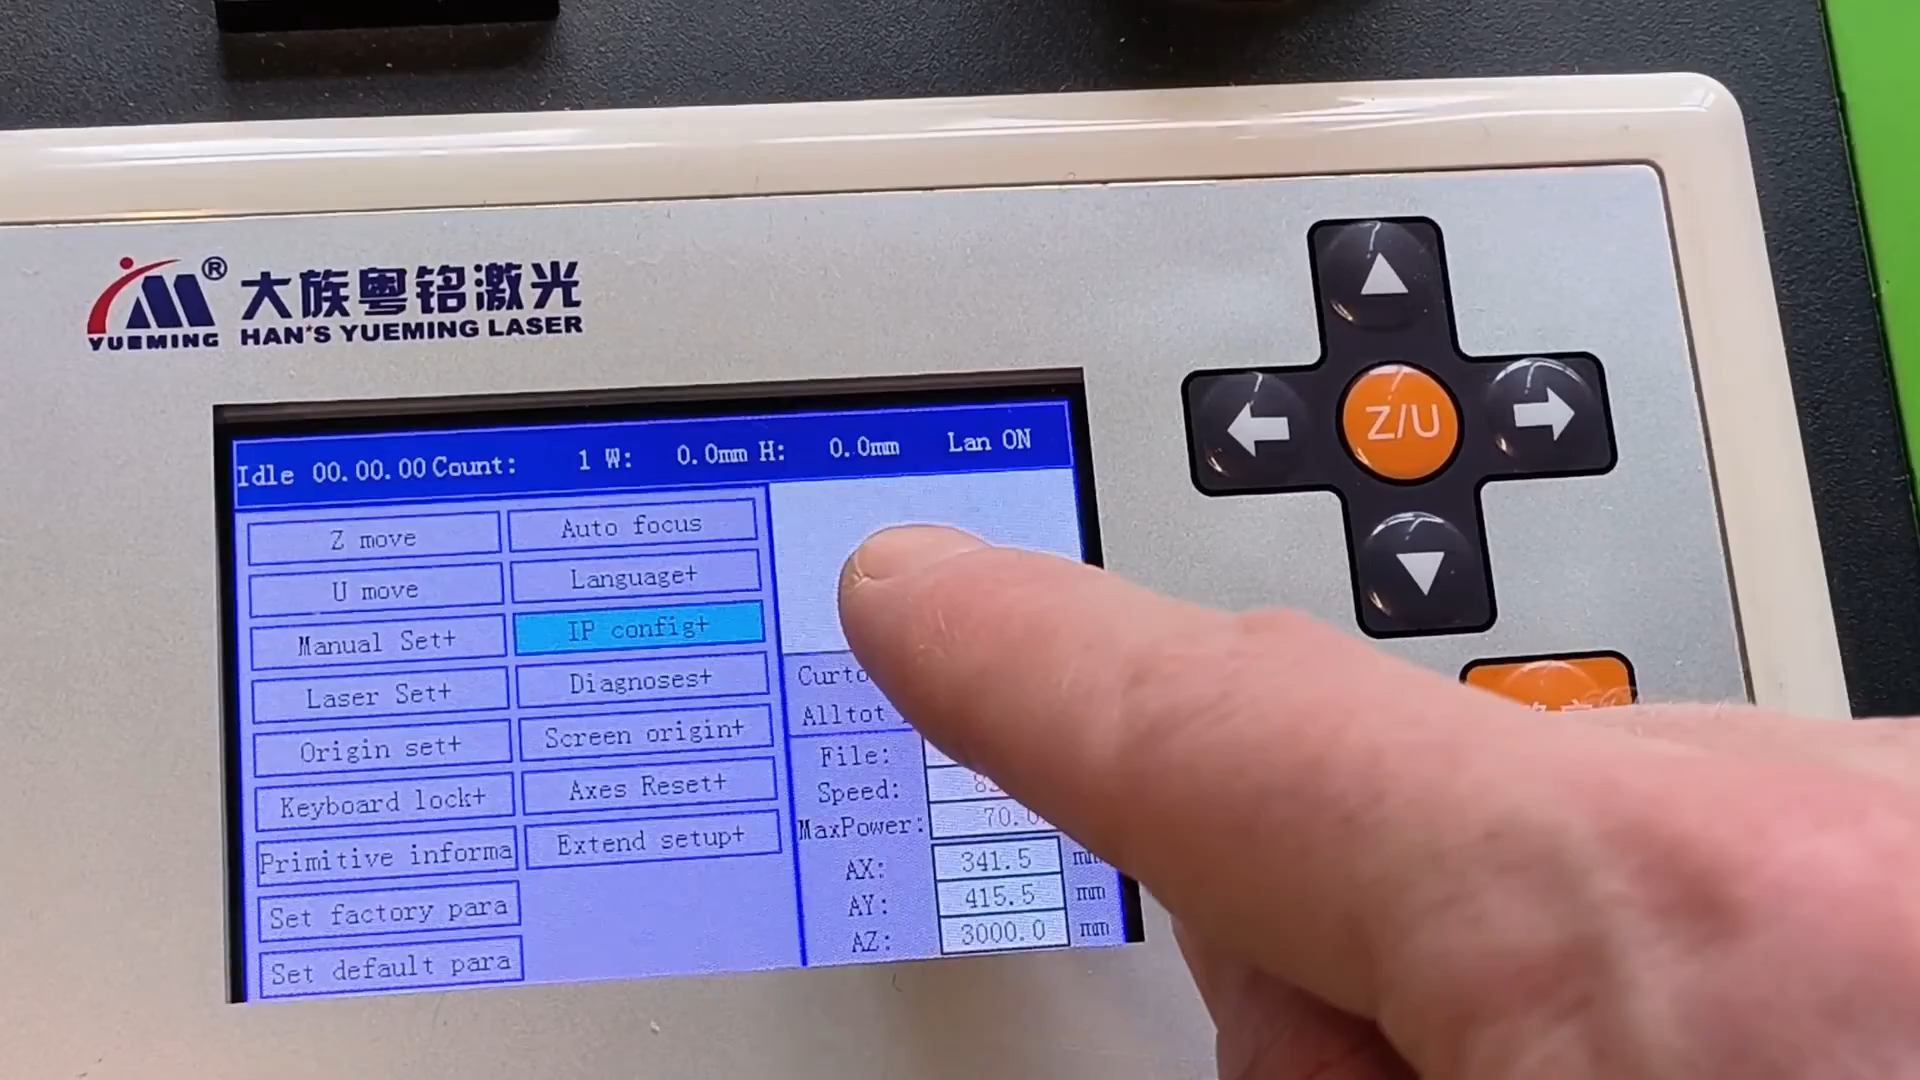 ® 大族粤铭激光
YUEMING HAN'S YUEMING LASER
Idle 00.00.00 Count: 1 W: 0.0mm H: 0.0mm Lan ON
Z move
U move
Manual Set+
Laser Set+
Origin set+
Keyboard lock+
Primitive informa
Set factory para
Set default para
Auto focus
Language+
IP config+
Diagnoses+
Screen origin+
Axes Reset+
Extend setup+
Alltot
File:
Speed:
MaxPower: 70.0
AX: 341.5 mm
AY: 415.5 mm
AZ: 3000.0 mm
Z/U